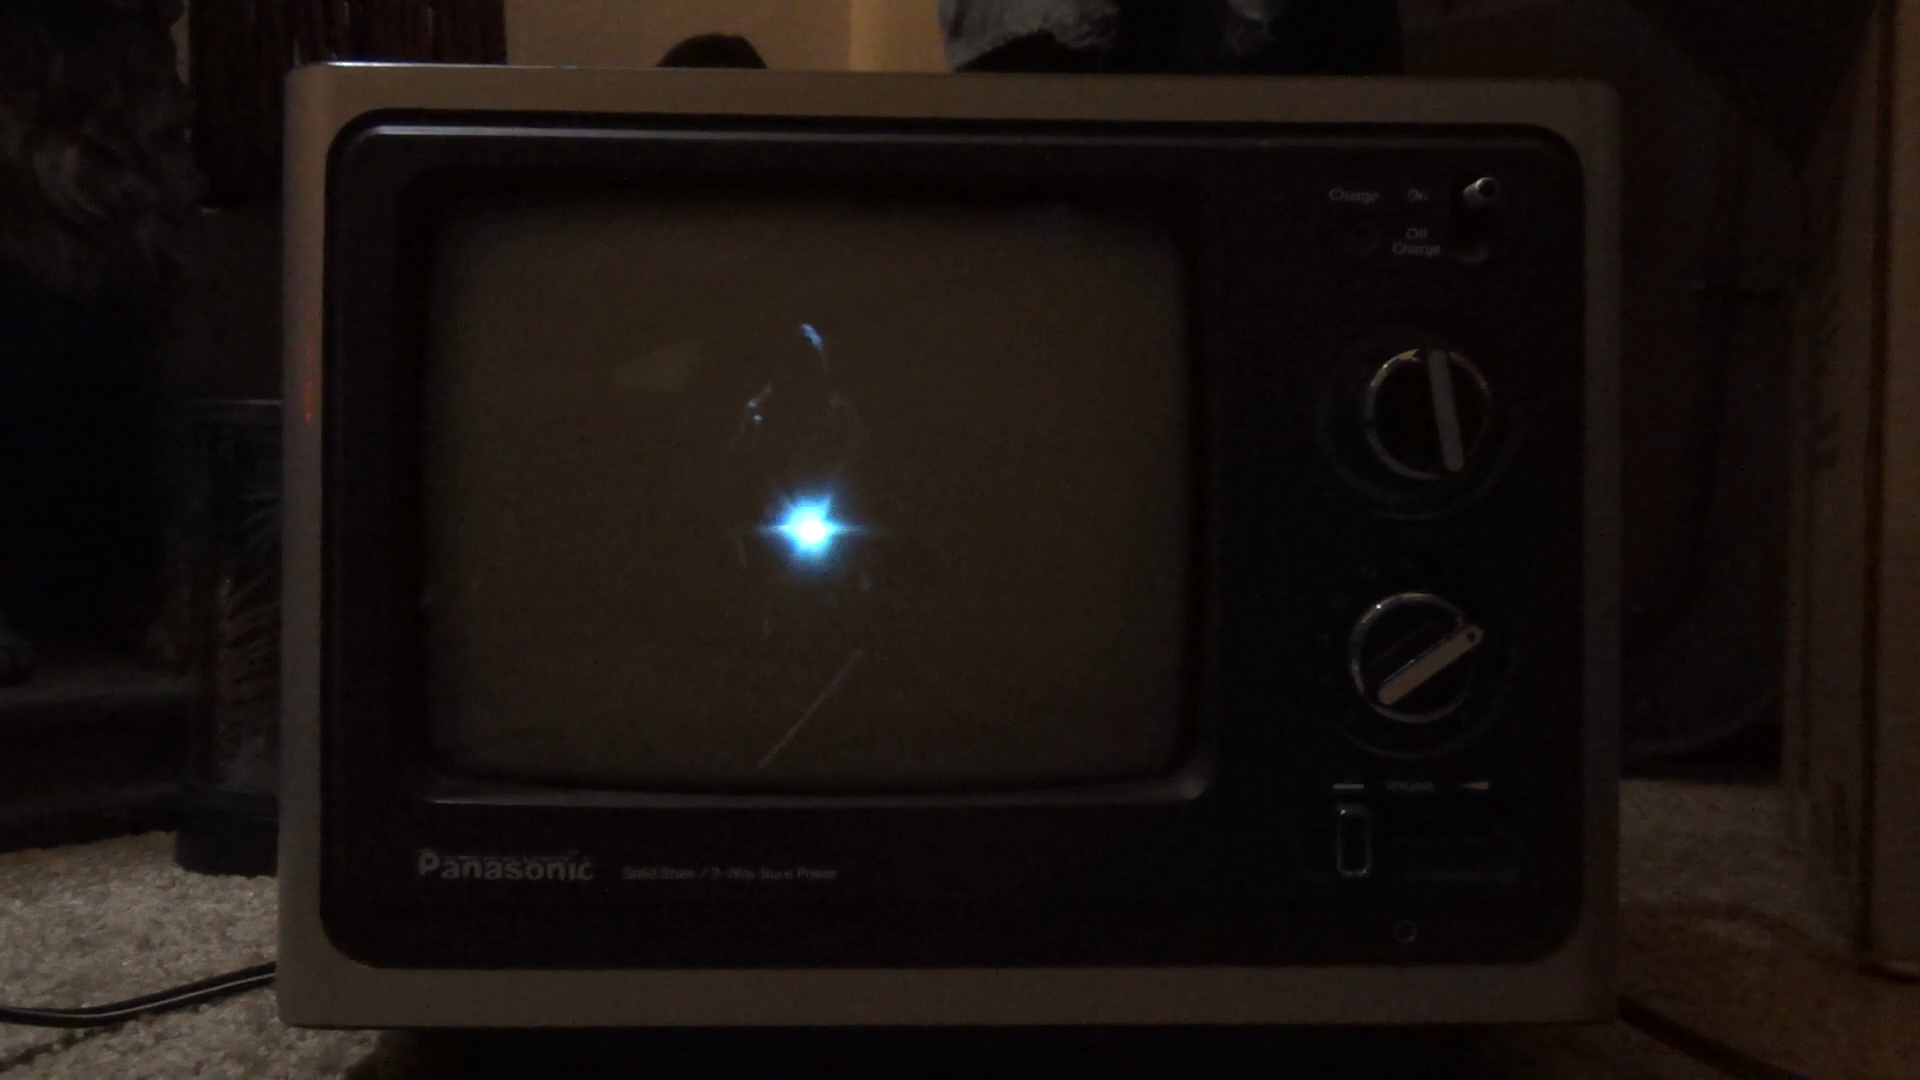 Charge On
Off
Charge
Volume
Panasonic Solid State / 3-Way Sure Power